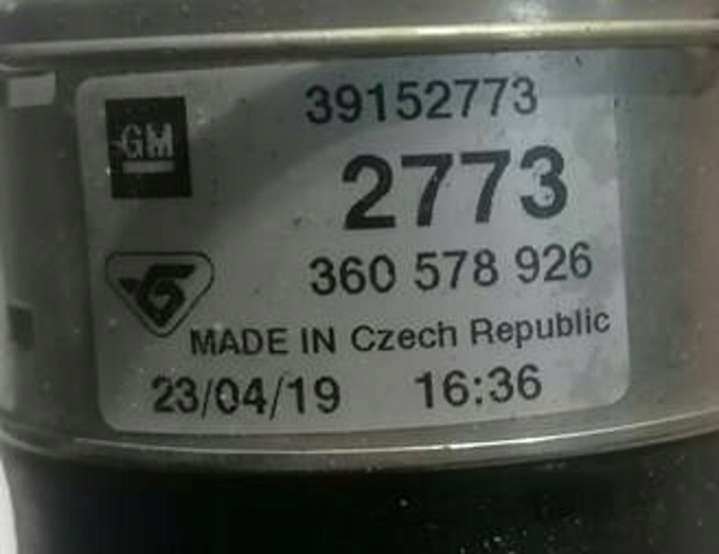 39152773
GM
2773
360 578 926
MADE IN Czech Republic
23/04/19 16:36